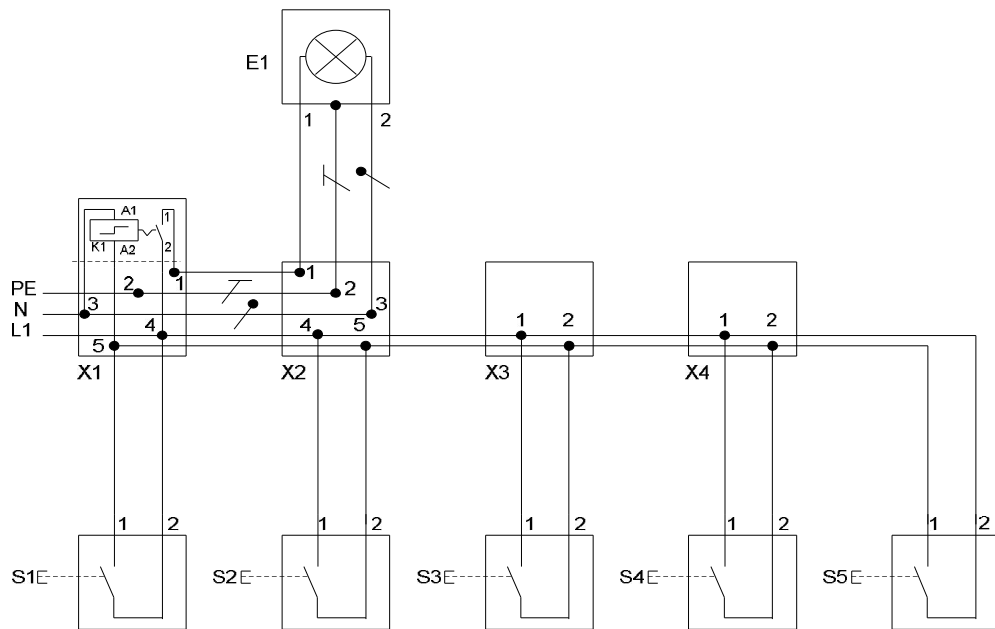 E1
1 2
A1 1
K1 A2 2
1 1
PE 2 2
N 3 3
L1 4 4 5 1 2 1 2
5
X1 X2 X3 X4
1 2 1 2 1 2 1 2 1 2
S1 S2 S3 S4 S5